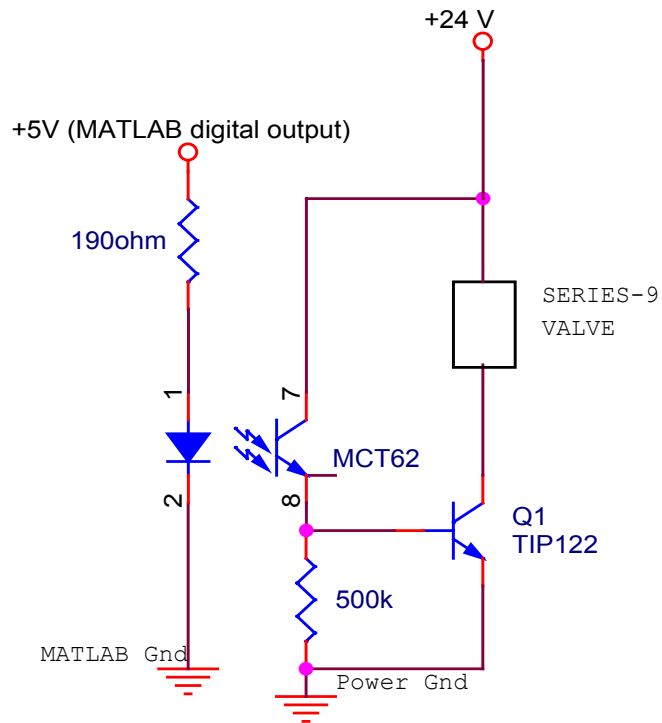 +24 V
+5V (MATLAB digital output)
190ohm
SERIES-9
VALVE
1
7
MCT62
2
8
Q1
TIP122
500k
MATLAB Gnd
Power Gnd